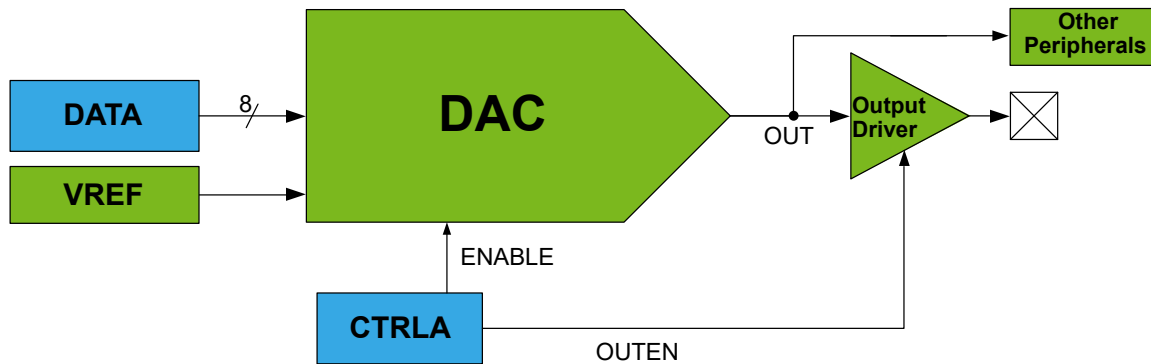 Other
Peripherals
8
DATA
DAC
Output
Driver
OUT
VREF
ENABLE
CTRLA
OUTEN